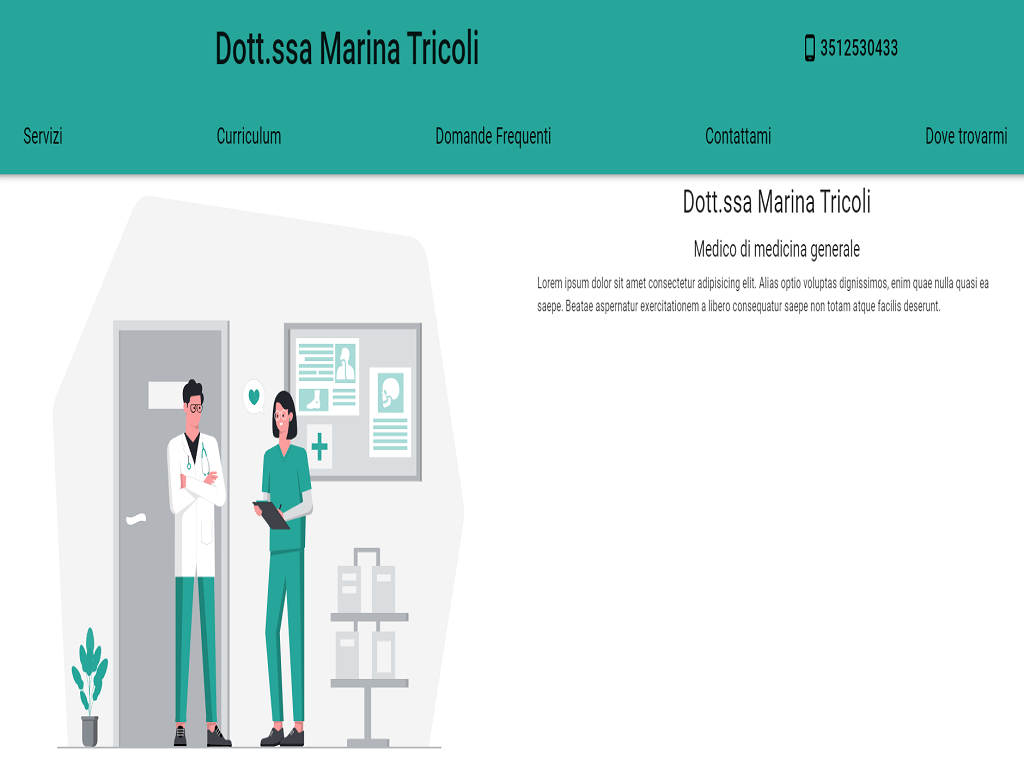 Dott.ssa Marina Tricoli
3512530433
Servizi
Curriculum
Domande Frequenti
Contattami
Dove trovarmi
Dott.ssa Marina Tricoli
Medico di medicina generale
Lorem ipsum dolor sit amet consectetur adipisicing elit. Alias optio voluptas dignissimos, enim quae nulla quasi ea
saepe. Beatae aspernatur exercitationem a libero consequatur saepe non totam atque facilis deserunt.